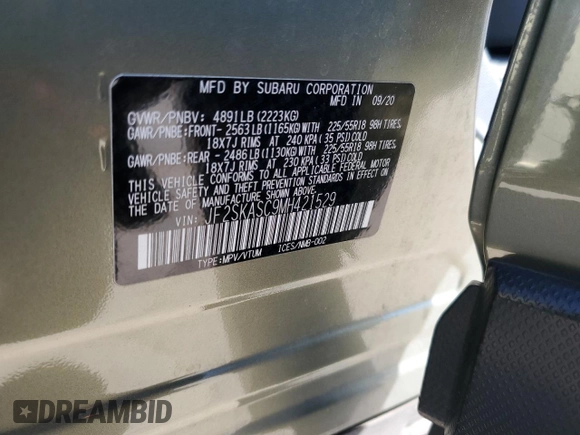 MFD BY SUBARU CORPORATION
MFD IN 09/20
GVWR/PNBV: 4891LB(2223KG)
GAWR/PNBE:FRONT- 2563LB(1165KG)WITH 225/55R18 98H TIRES,
18X7J RIMS AT 240 KPA( 35 PSI)COLD
GAWR/PNBE:REAR - 2486LB(1130KG)WITH 225/55R18 98H TIRES,
18X7J RIMS AT 230 KPA( 33 PSI)COLD
THIS VEHICLE CONFORMS TO ALL APPLICABLE FEDERAL MOTOR
VEHICLE SAFETY AND THEFT PREVENTION STANDARDS IN EFFECT ON
THE DATE OF MANUFACTURE SHOWN ABOVE.
VIN: JF2SKASC9MH421529
TYPE:MPV/VTUM ICES/NMB-002
DREAMBID